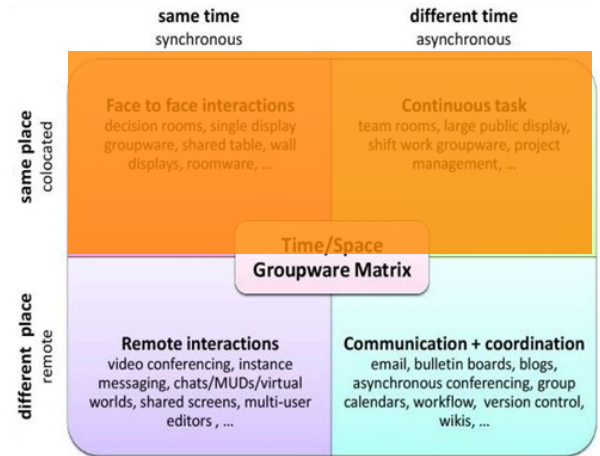 same time
synchronous
different time
asynchronous
same place
colocated
Face to face interactions
decision rooms, single display
groupware, shared table, wall
displays, roomware, ...
Continuous task
team rooms, large public display,
shift work groupware, project
management, ...
Time/Space
Groupware Matrix
different place
remote
Remote interactions
video conferencing, instance
messaging, chats/MUDs/virtual
worlds, shared screens, multi-user
editors , ...
Communication + coordination
email, bulletin boards, blogs,
asynchronous conferencing, group
calendars, workflow, version control,
wikis, ...